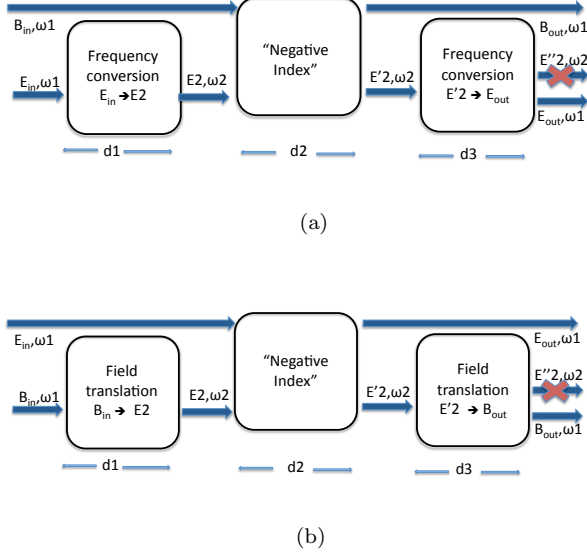 B_in,ω1
B_out,ω1
Frequency
conversion
E_in ➔E2
"Negative
Index"
Frequency
conversion
E'2 ➔ E_out
E_in,ω1
E2,ω2
E'2,ω2
E''2,ω2
E_out,ω1
d1
d2
d3
(a)
E_in,ω1
E_out,ω1
Field
translation
B_in ➔ E2
"Negative
Index"
Field
translation
E'2 ➔ B_out
B_in,ω1
E2,ω2
E'2,ω2
E''2,ω2
B_out,ω1
d1
d2
d3
(b)